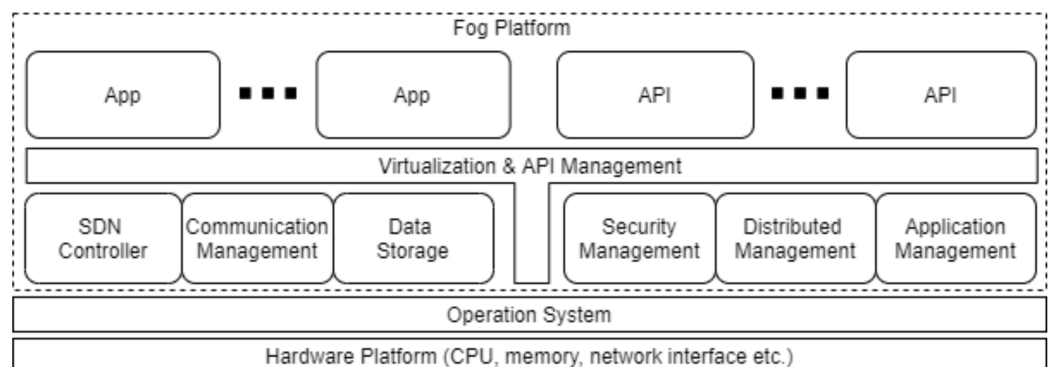 Fog Platform
App
App
API
API
Virtualization & API Management
SDN
Controller
Communication
Management
Data
Storage
Security
Management
Distributed
Management
Application
Management
Operation System
Hardware Platform (CPU, memory, network interface etc.)